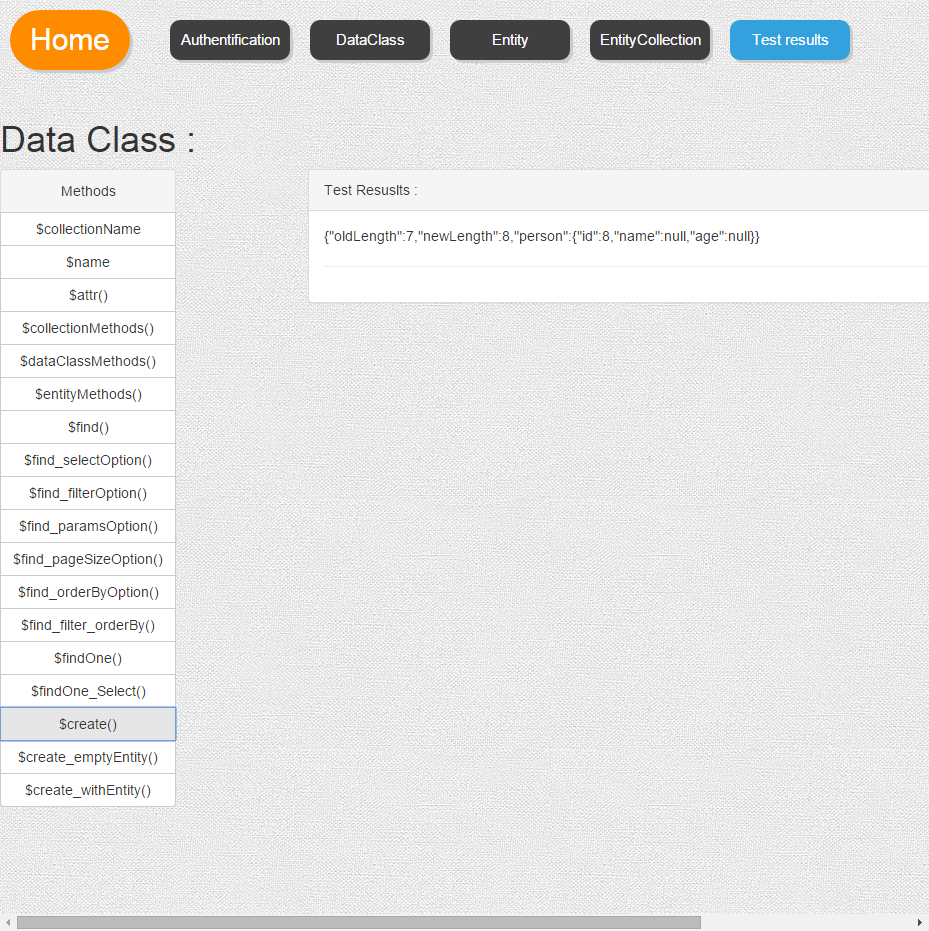 Home
Authentification
DataClass
Entity
EntityCollection
Test results
Data Class :
Methods
$collectionName
$name
$attr()
$collectionMethods()
$dataClassMethods()
$entityMethods()
$find()
$find_selectOption()
$find_filterOption()
$find_paramsOption()
$find_pageSizeOption()
$find_orderByOption()
$find_filter_orderBy()
$findOne()
$findOne_Select()
$create()
$create_emptyEntity()
$create_withEntity()
Test Resuslts :
{"oldLength":7,"newLength":8,"person":{"id":8,"name":null,"age":null}}